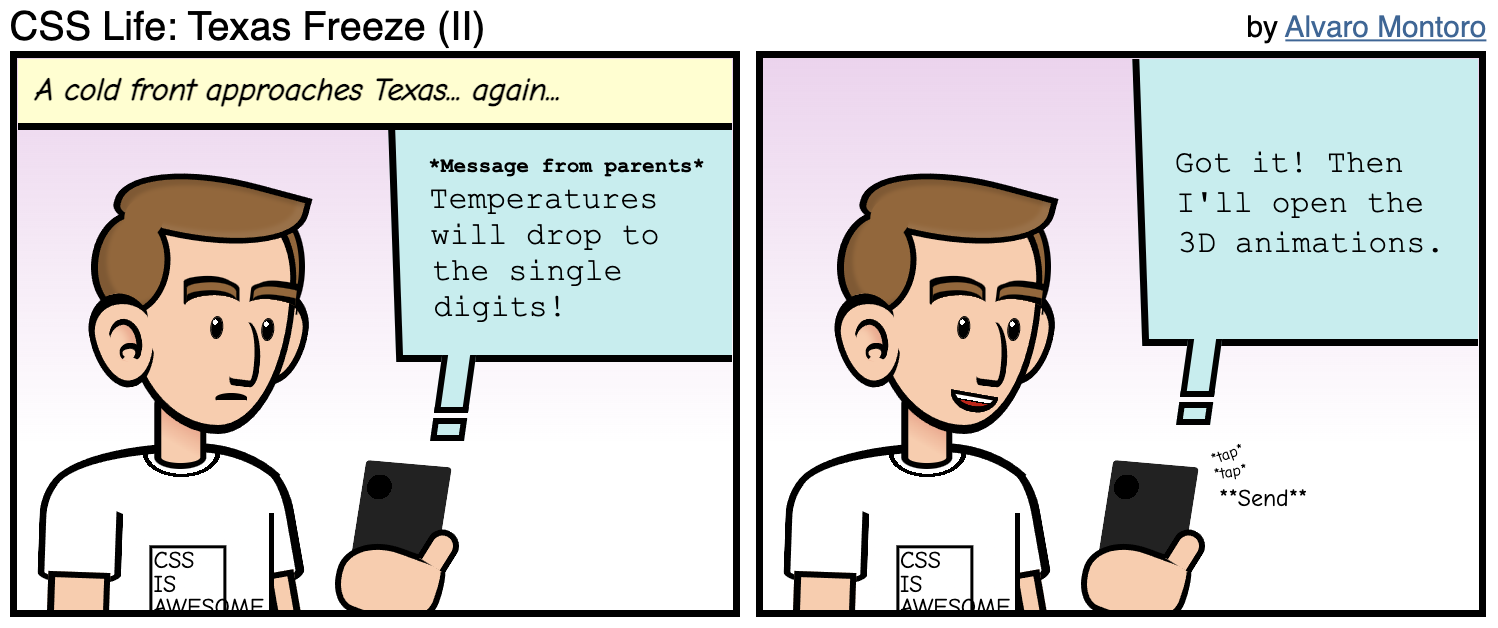 CSS Life: Texas Freeze (II)
by Alvaro Montoro
A cold front approaches Texas... again...
*Message from parents*
Temperatures
will drop to
the single
digits!
CSS
IS
AWESOME
Got it! Then
I'll open the
3D animations.
*tap*
*tap*
**Send**
CSS
IS
AWESOME